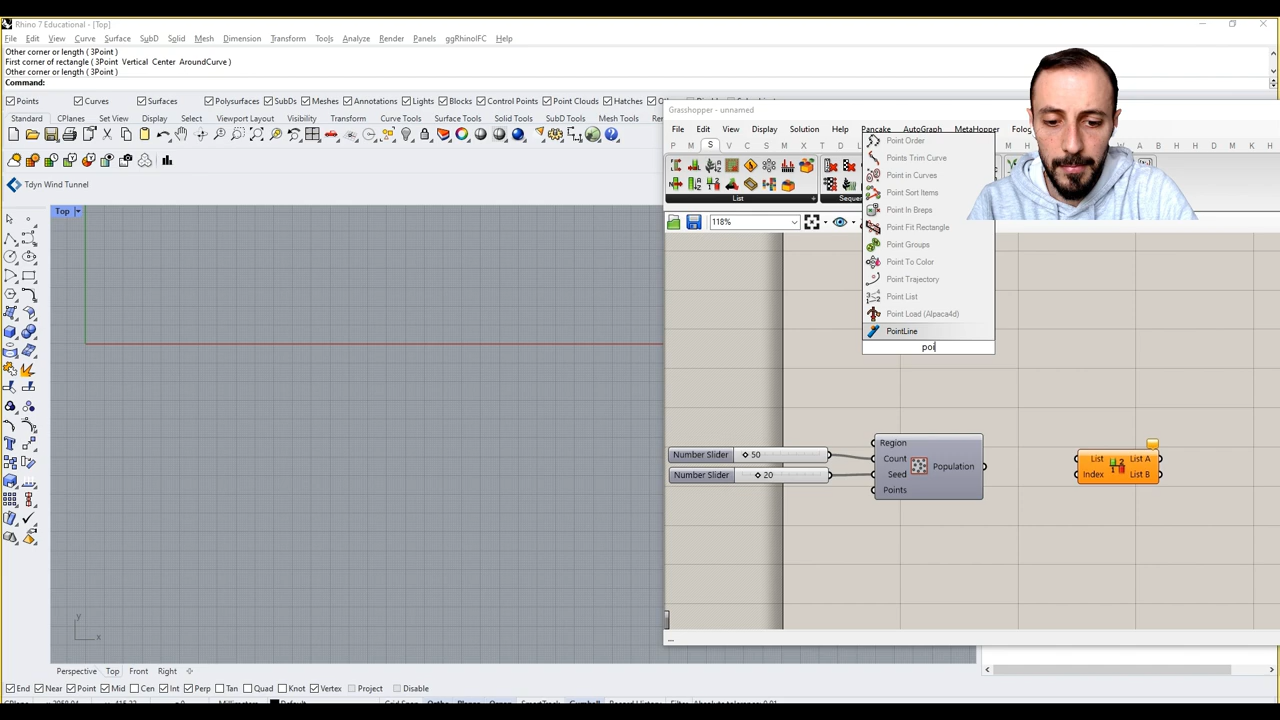 Rhino 7 Educational - [Top]
File Edit View Curve Surface SubD Solid Mesh Dimension Transform Tools Analyze Render Panels ggRhinoIFC Help
Other corner or length ( 3Point )
First corner of rectangle ( 3Point Vertical Center AroundCurve )
Other corner or length ( 3Point )
Command:
Points Curves Surfaces Polysurfaces SubDs Meshes Annotations Lights Blocks Control Points Point Clouds Hatches
Standard CPlanes Set View Display Select Viewport Layout Visibility Transform Curve Tools Surface Tools Solid Tools SubD Tools Mesh Tools
Tdyn Wind Tunnel
Top
Grasshopper - unnamed
File Edit View Display Solution Help Pancake AutoGraph MetaHopper
P M S V C S M I T D
List
118%
Point Order
Points Trim Curve
Point in Curves
Point Sort Items
Point In Breps
Point Fit Rectangle
Point Groups
Point To Color
Point Trajectory
Point List
Point Load (Alpaca4d)
PointLine
poi
Number Slider 50
Number Slider 20
Region
Count
Seed
Points
Population
List
Index
List A
List B
y
x
...
Perspective Top Front Right
End Near Point Mid Cen Int Perp Tan Quad Knot Vertex Project Disable